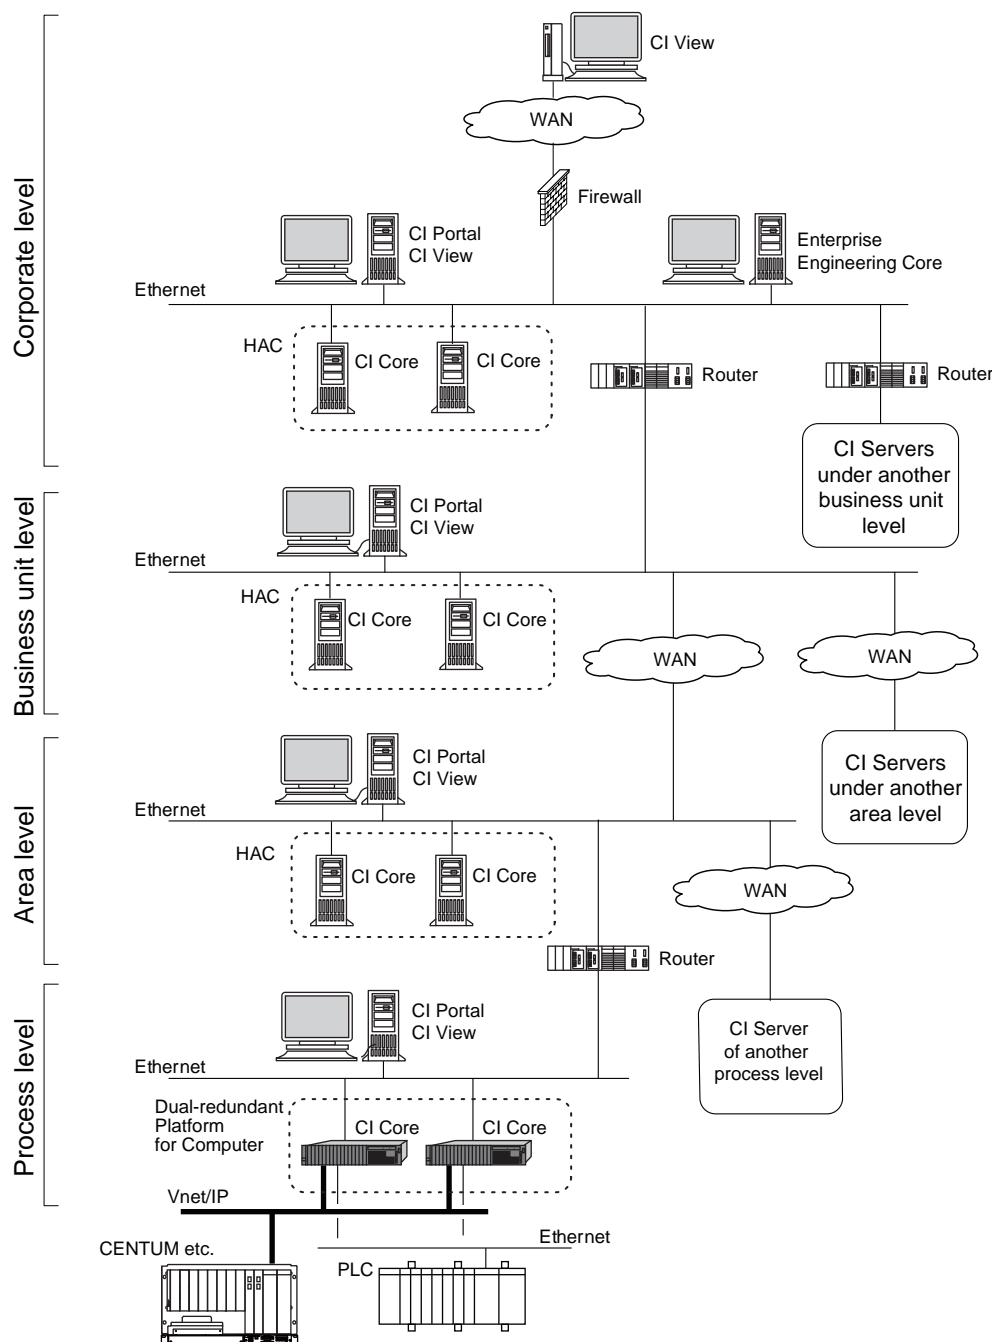 CI View
WAN
Firewall
Corporate level
CI Portal
CI View
Enterprise
Engineering Core
Ethernet
HAC
CI Core
CI Core
Router
Router
CI Servers
under another
business unit
level
Business unit level
CI Portal
CI View
Ethernet
HAC
CI Core
CI Core
WAN
WAN
CI Servers
under another
area level
Area level
CI Portal
CI View
Ethernet
HAC
CI Core
CI Core
WAN
Router
Process level
CI Portal
CI View
CI Server
of another
process level
Ethernet
Dual-redundant
Platform
for Computer
CI Core
CI Core
Vnet/IP
Ethernet
CENTUM etc.
PLC